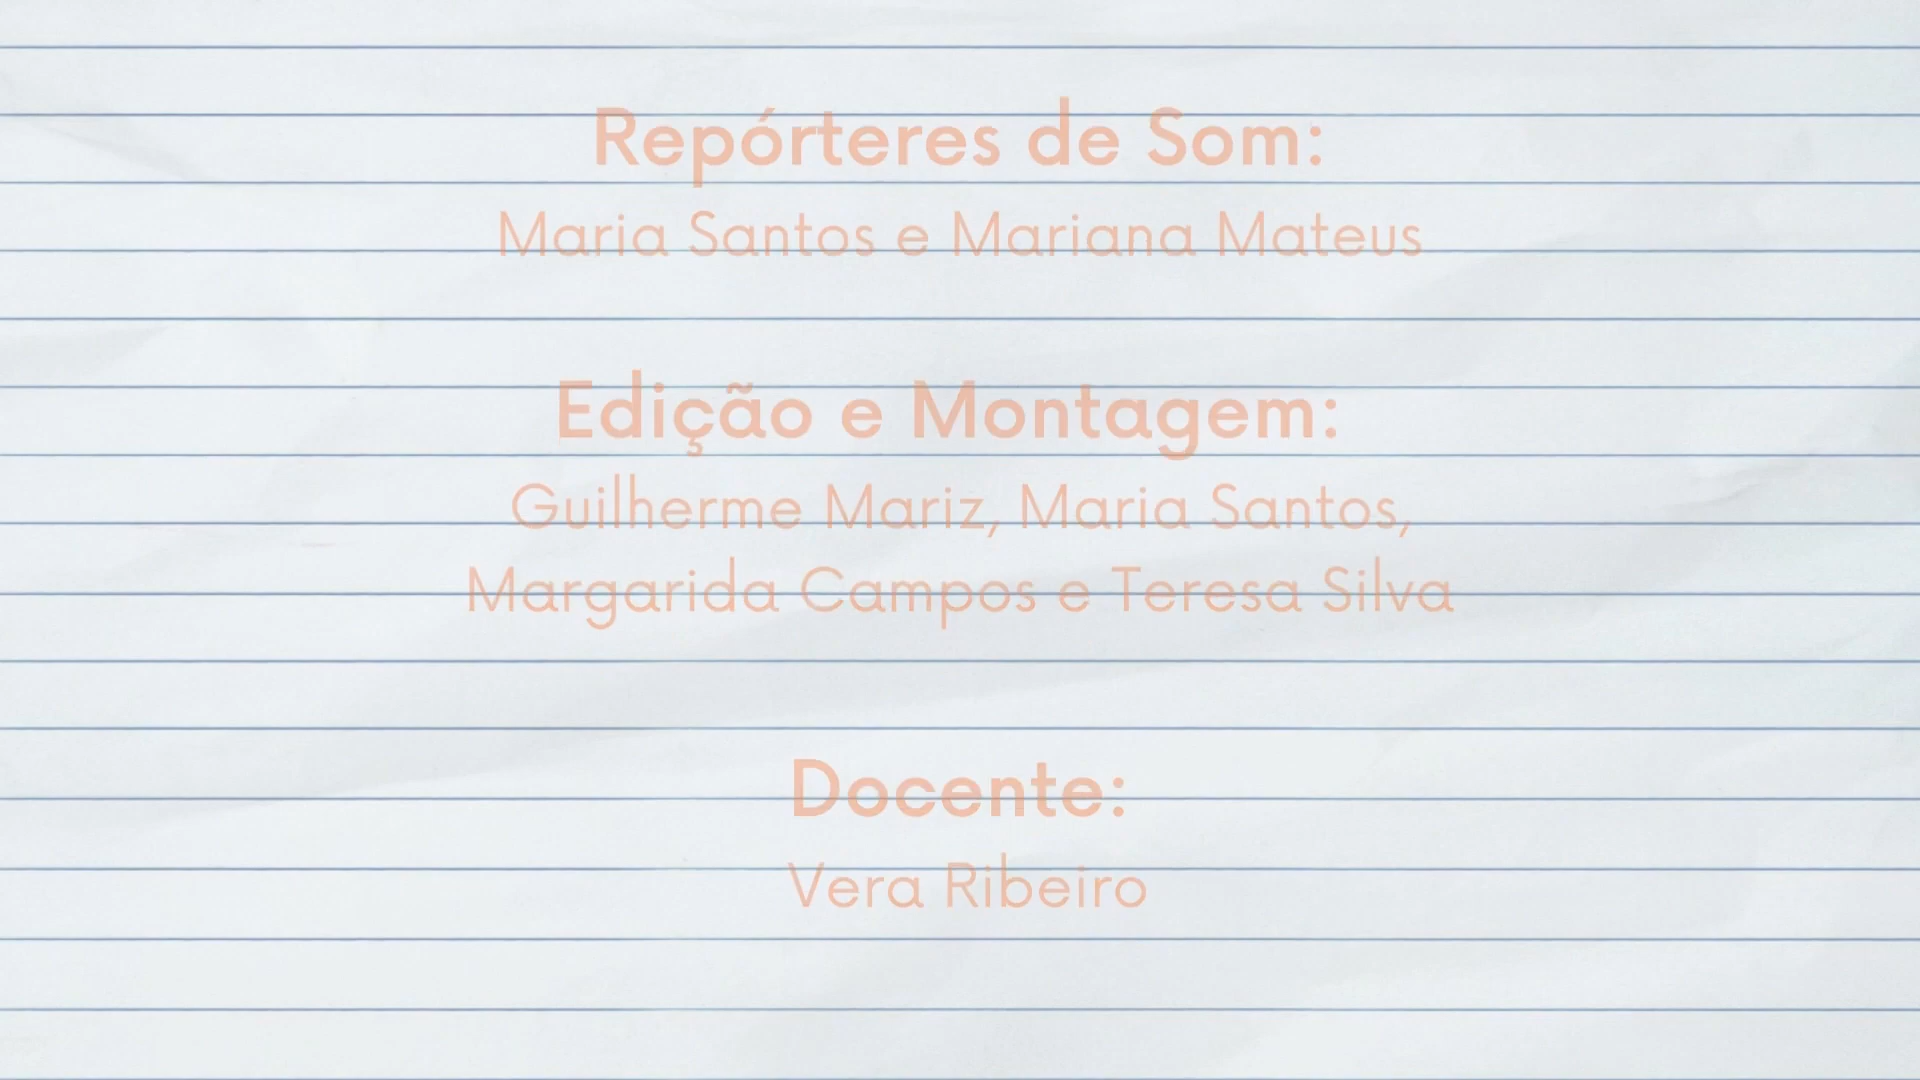 Repórteres de Som:
Maria Santos e Mariana Mateus
Edição e Montagem:
Guilherme Mariz, Maria Santos,
Margarida Campos e Teresa Silva
Docente:
Vera Ribeiro